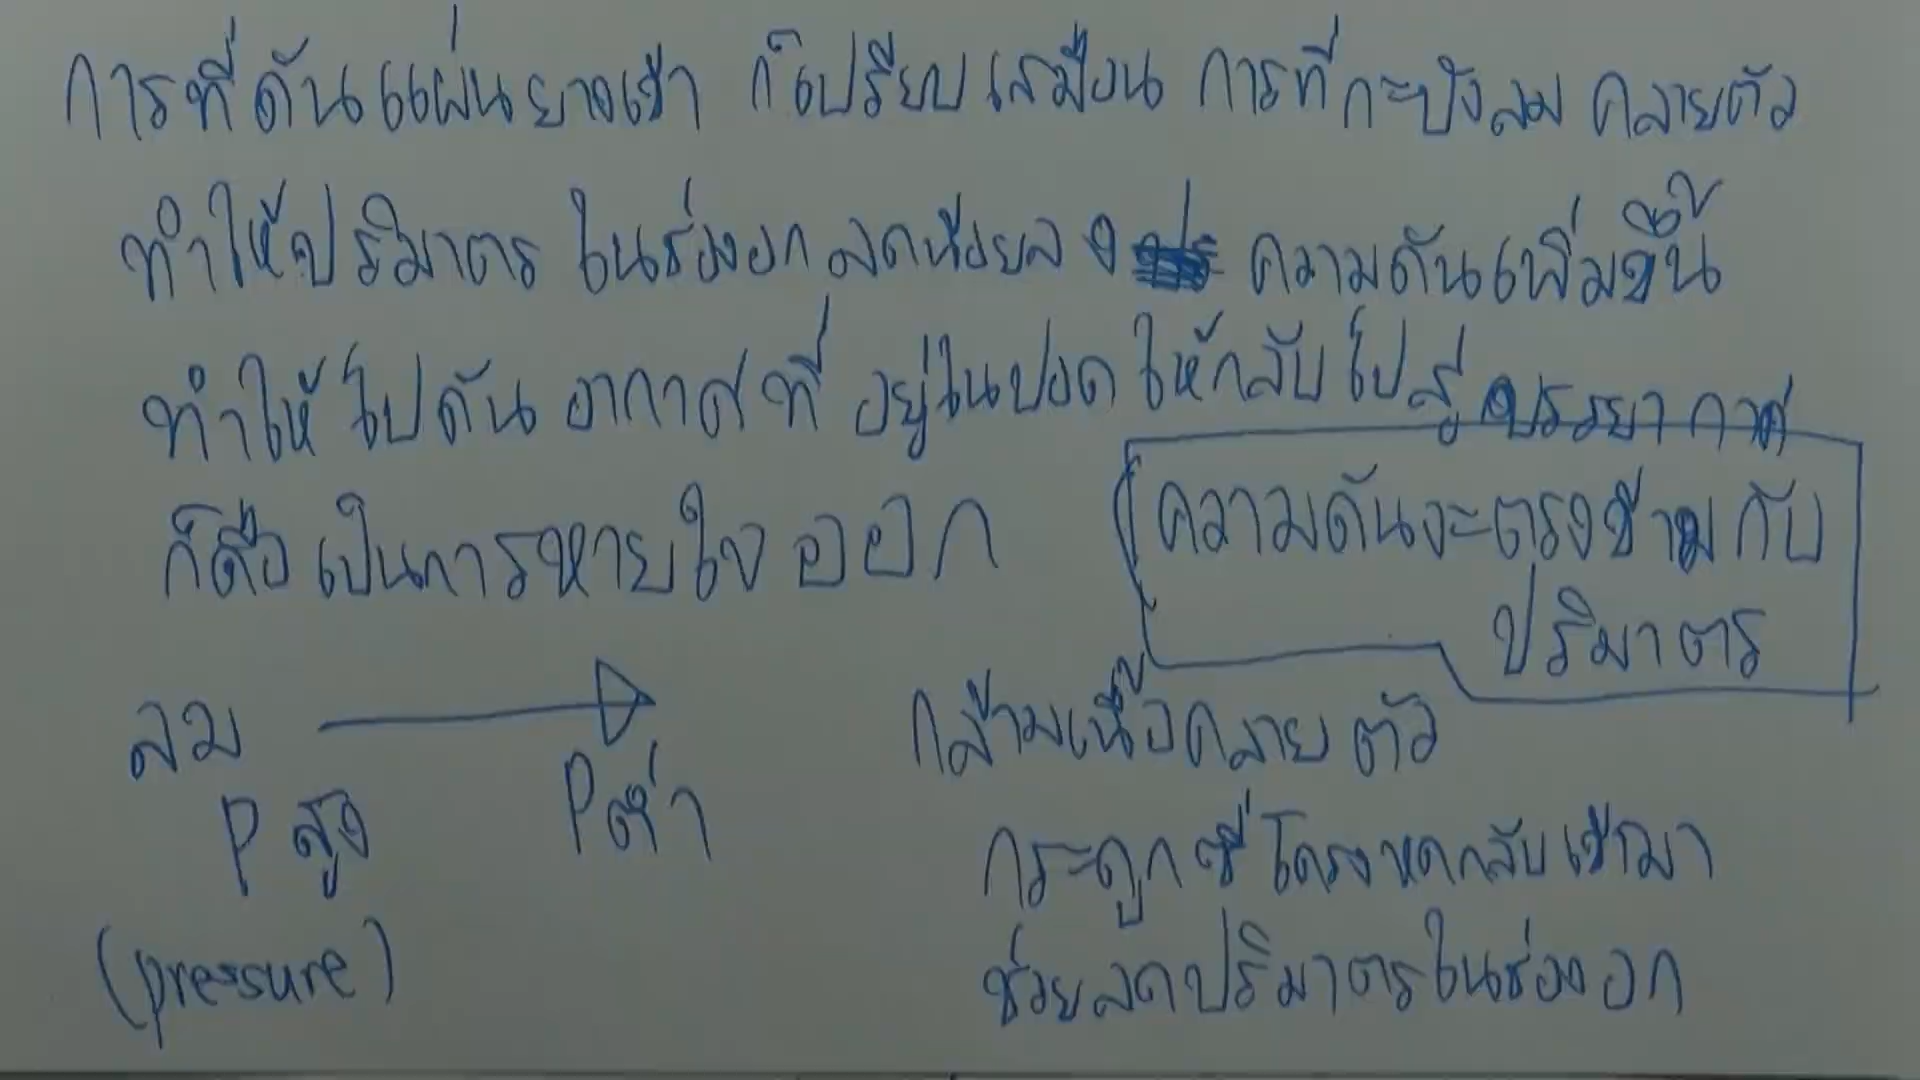 การที่ดันแผ่นยางเข้า ก็เปรียบเสมือน การที่กะบังลม คลายตัว
ทำให้ปริมาตร ในช่องอก ลดน้อยลง ความดันเพิ่มขึ้น
ทำให้ไปดัน อากาศที่ อยู่ในปอด ให้กลับไปสู่ บรรยากาศ
ก็คือ เป็นการหายใจ ออก
(ความดันจะตรงข้ามกับ
ปริมาตร
ลม
P สูง P ต่ำ
(pressure)
กล้ามเนื้อคลายตัว
กระดูกซี่โครงหดกลับเข้ามา
ช่วยลดปริมาตรในช่องอก